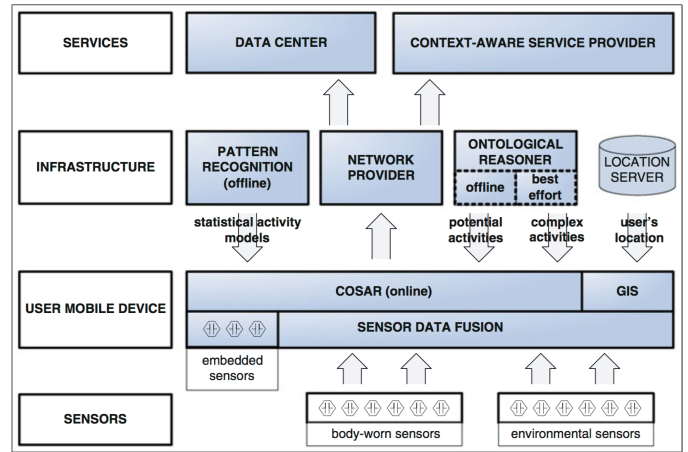 SERVICES
DATA CENTER
CONTEXT-AWARE SERVICE PROVIDER
INFRASTRUCTURE
PATTERN
RECOGNITION
(offline)
NETWORK
PROVIDER
ONTOLOGICAL
REASONER
offline
best
effort
LOCATION
SERVER
statistical activity
models
potential
activities
complex
activities
user's
location
USER MOBILE DEVICE
COSAR (online)
GIS
SENSOR DATA FUSION
embedded
sensors
SENSORS
body-worn sensors
environmental sensors